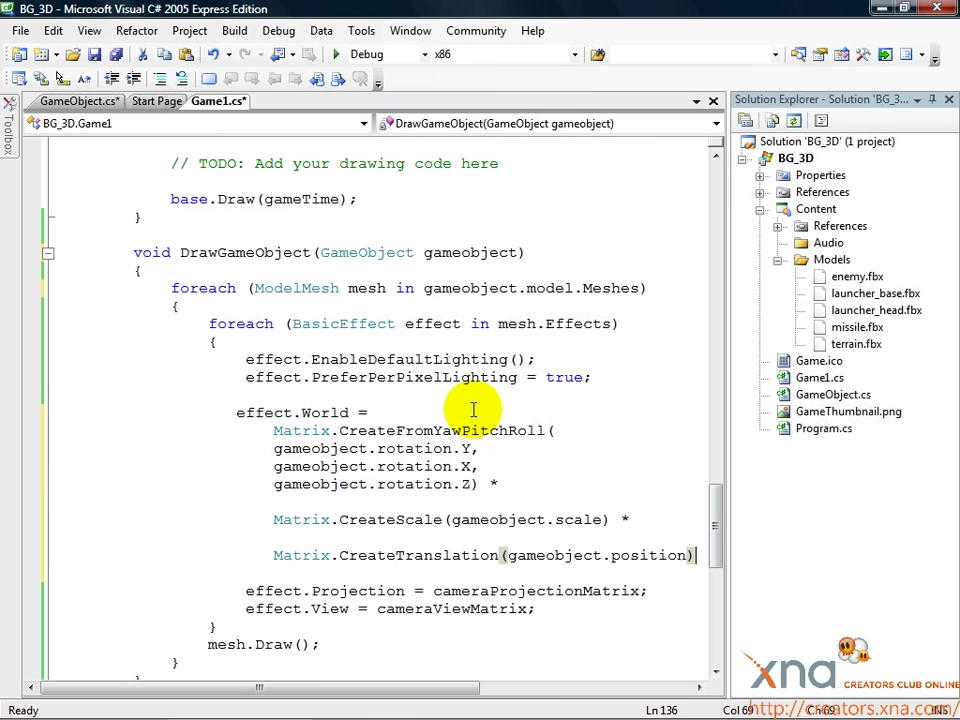 BG_3D - Microsoft Visual C# 2005 Express Edition
File Edit View Refactor Project Build Debug Data Tools Window Community Help
Debug x86
GameObject.cs* Start Page Game1.cs*
BG_3D.Game1 DrawGameObject(GameObject gameobject)
Toolbox
// TODO: Add your drawing code here
base.Draw(gameTime);
}
void DrawGameObject(GameObject gameobject)
{
foreach (ModelMesh mesh in gameobject.model.Meshes)
{
foreach (BasicEffect effect in mesh.Effects)
{
effect.EnableDefaultLighting();
effect.PreferPerPixelLighting = true;
effect.World =
Matrix.CreateFromYawPitchRoll(
gameobject.rotation.Y,
gameobject.rotation.X,
gameobject.rotation.Z) *
Matrix.CreateScale(gameobject.scale) *
Matrix.CreateTranslation(gameobject.position)
effect.Projection = cameraProjectionMatrix;
effect.View = cameraViewMatrix;
}
mesh.Draw();
}
Solution Explorer - Solution 'BG_3...
Solution 'BG_3D' (1 project)
BG_3D
Properties
References
Content
References
Audio
Models
enemy.fbx
launcher_base.fbx
launcher_head.fbx
missile.fbx
terrain.fbx
Game.ico
Game1.cs
GameObject.cs
GameThumbnail.png
Program.cs
xna CREATORS CLUB ONLINE
http://creators.xna.com/
Ready Ln 136 Col 69 Ch 69 INS